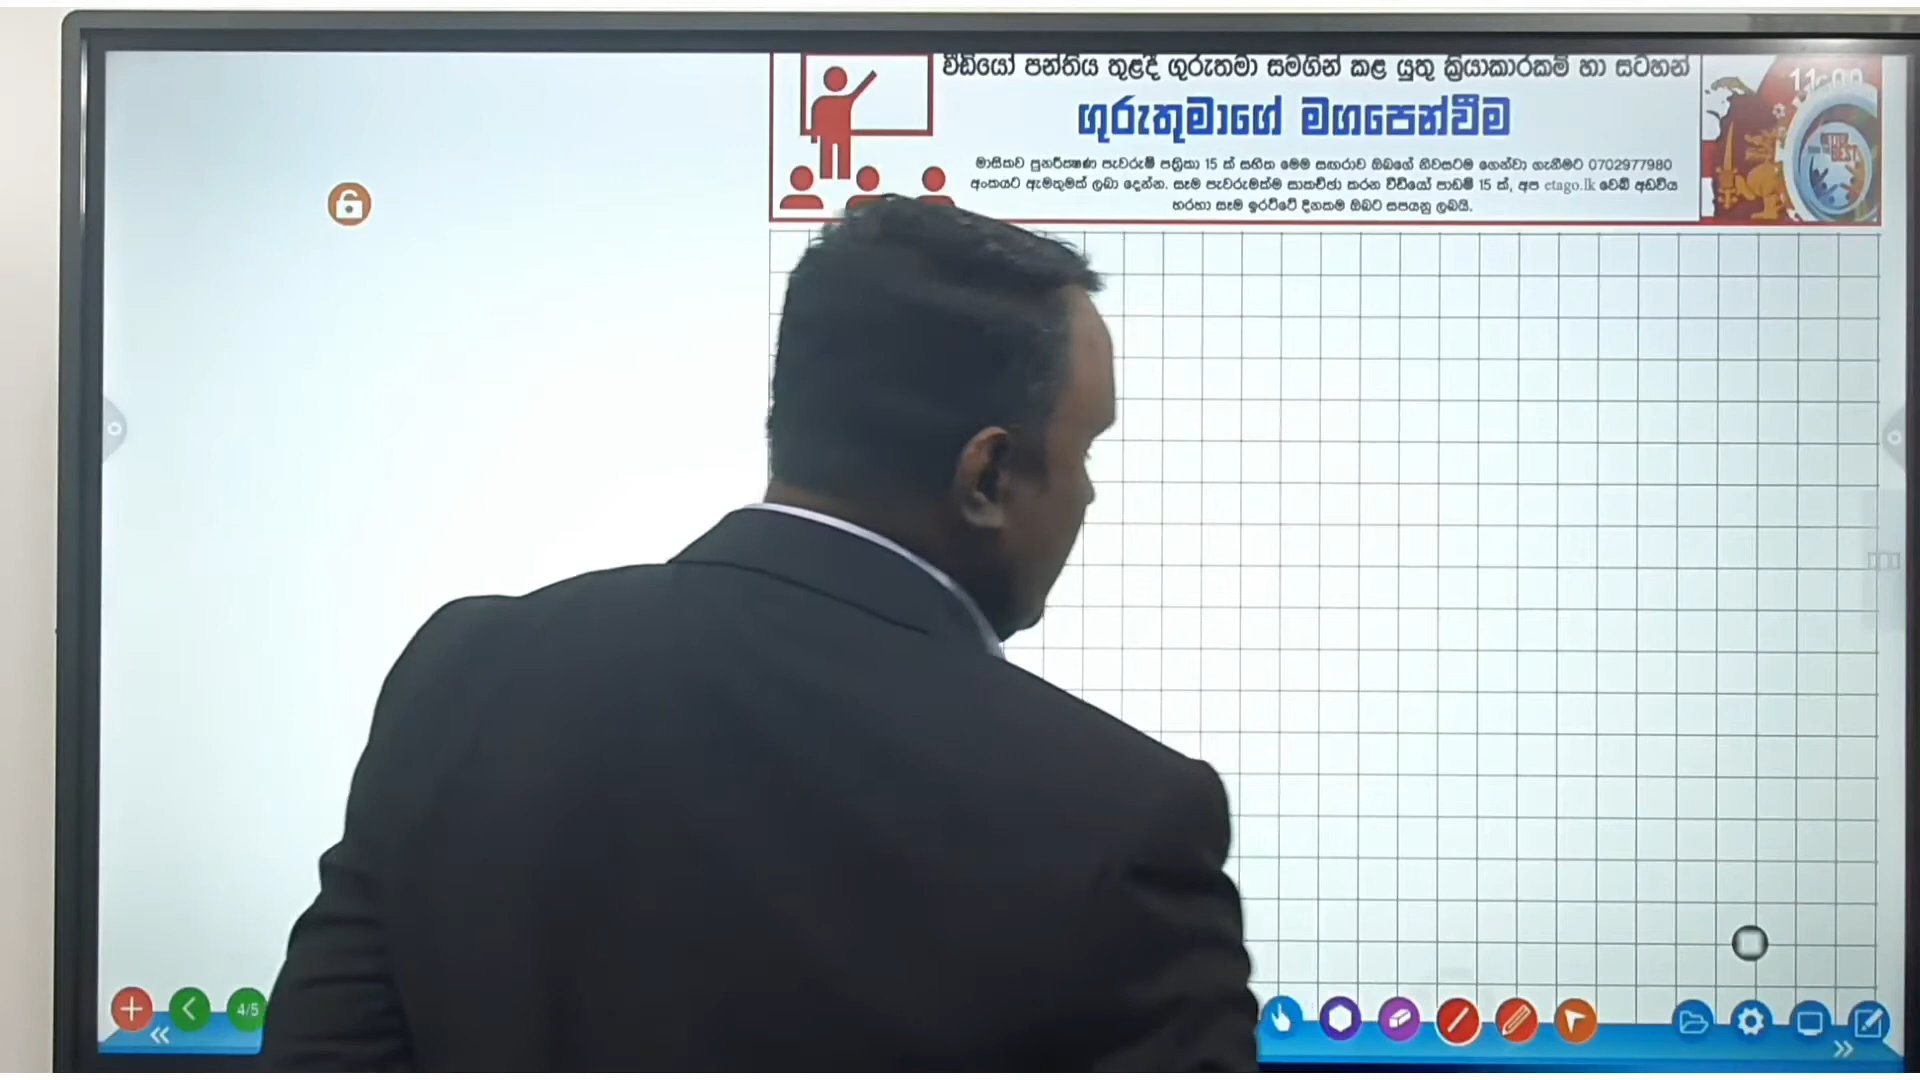 වීඩියෝ පන්තිය තුළදී ගුරුතුමා සමගින් කළ යුතු ක්‍රියාකාරකම් හා සටහන්
ගුරුතුමාගේ මගපෙන්වීම
මාසිකව පුනරීක්ෂණ පැවරුම් පත්‍රිකා 15 ක් සහිත මෙම සඟරාව ඔබගේ නිවසටම ගෙන්වා ගැනීමට 0702977980
අංකයට ඇමතුමක් ලබා දෙන්න. සෑම පැවරුමක්ම සාකච්ඡා කරන වීඩියෝ පාඩම් 15 ක්, අප etago.lk වෙබ් අඩවිය
හරහා සෑම ඉරට්ටේ දිනකම ඔබට සපයනු ලබයි.
4/5